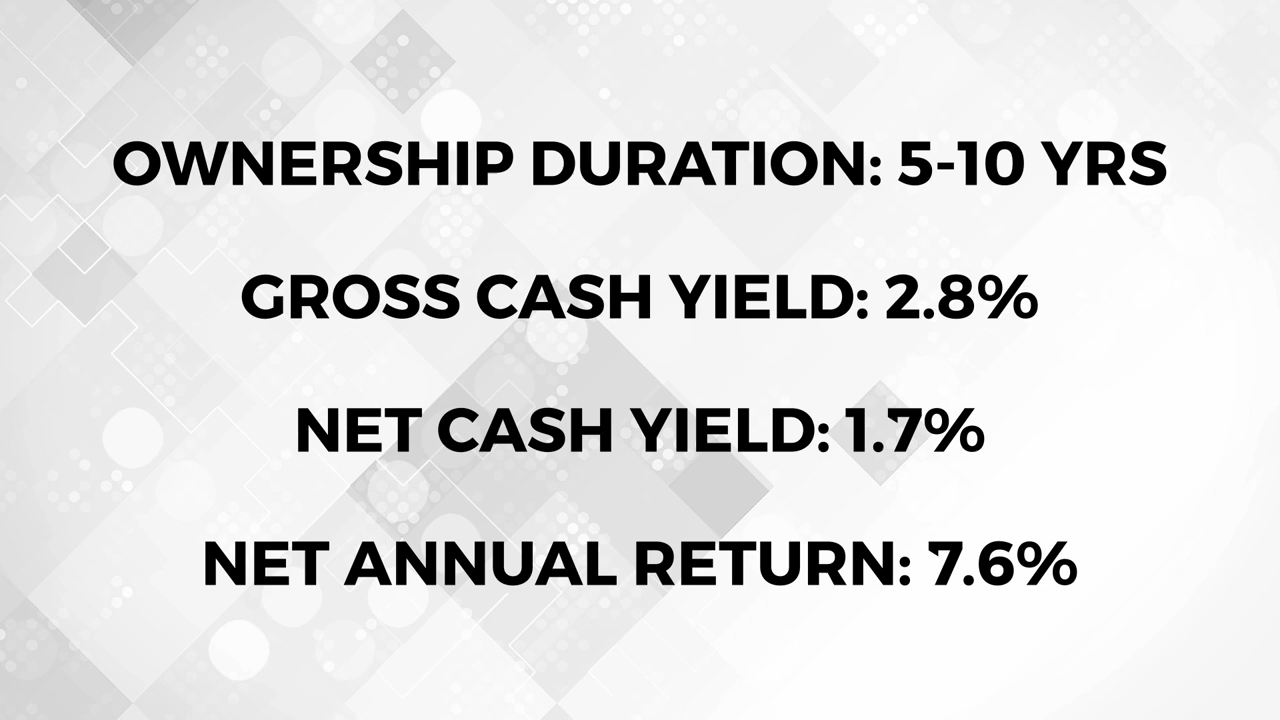 OWNERSHIP DURATION: 5-10 YRS
GROSS CASH YIELD: 2.8%
NET CASH YIELD: 1.7%
NET ANNUAL RETURN: 7.6%